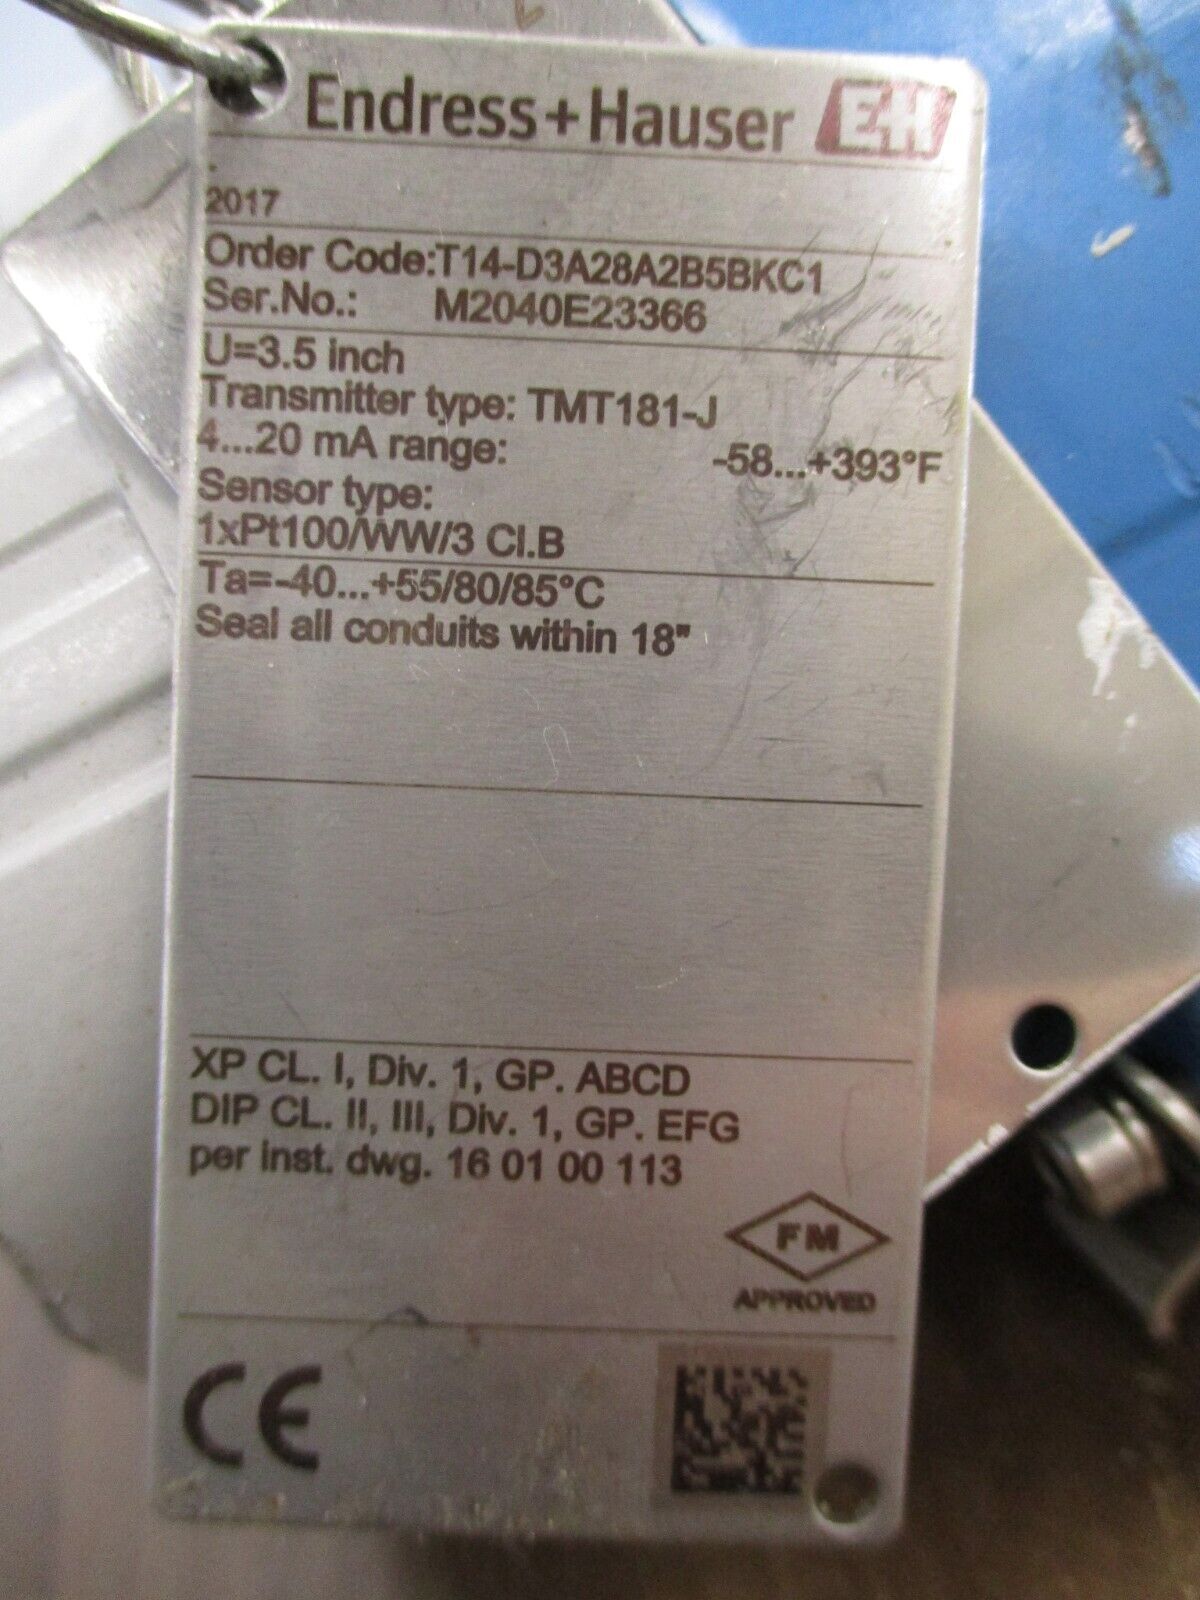 Endress+Hauser EH
2017
Order Code:T14-D3A28A2B5BKC1
Ser.No.: M2040E23366
U=3.5 inch
Transmitter type: TMT181-J
4...20 mA range: -58...+393°F
Sensor type:
1xPt100/WW/3 Cl.B
Ta=-40...+55/80/85°C
Seal all conduits within 18"
XP CL. I, Div. 1, GP. ABCD
DIP CL. II, III, Div. 1, GP. EFG
per inst. dwg. 16 01 00 113
FM
APPROVED
CE